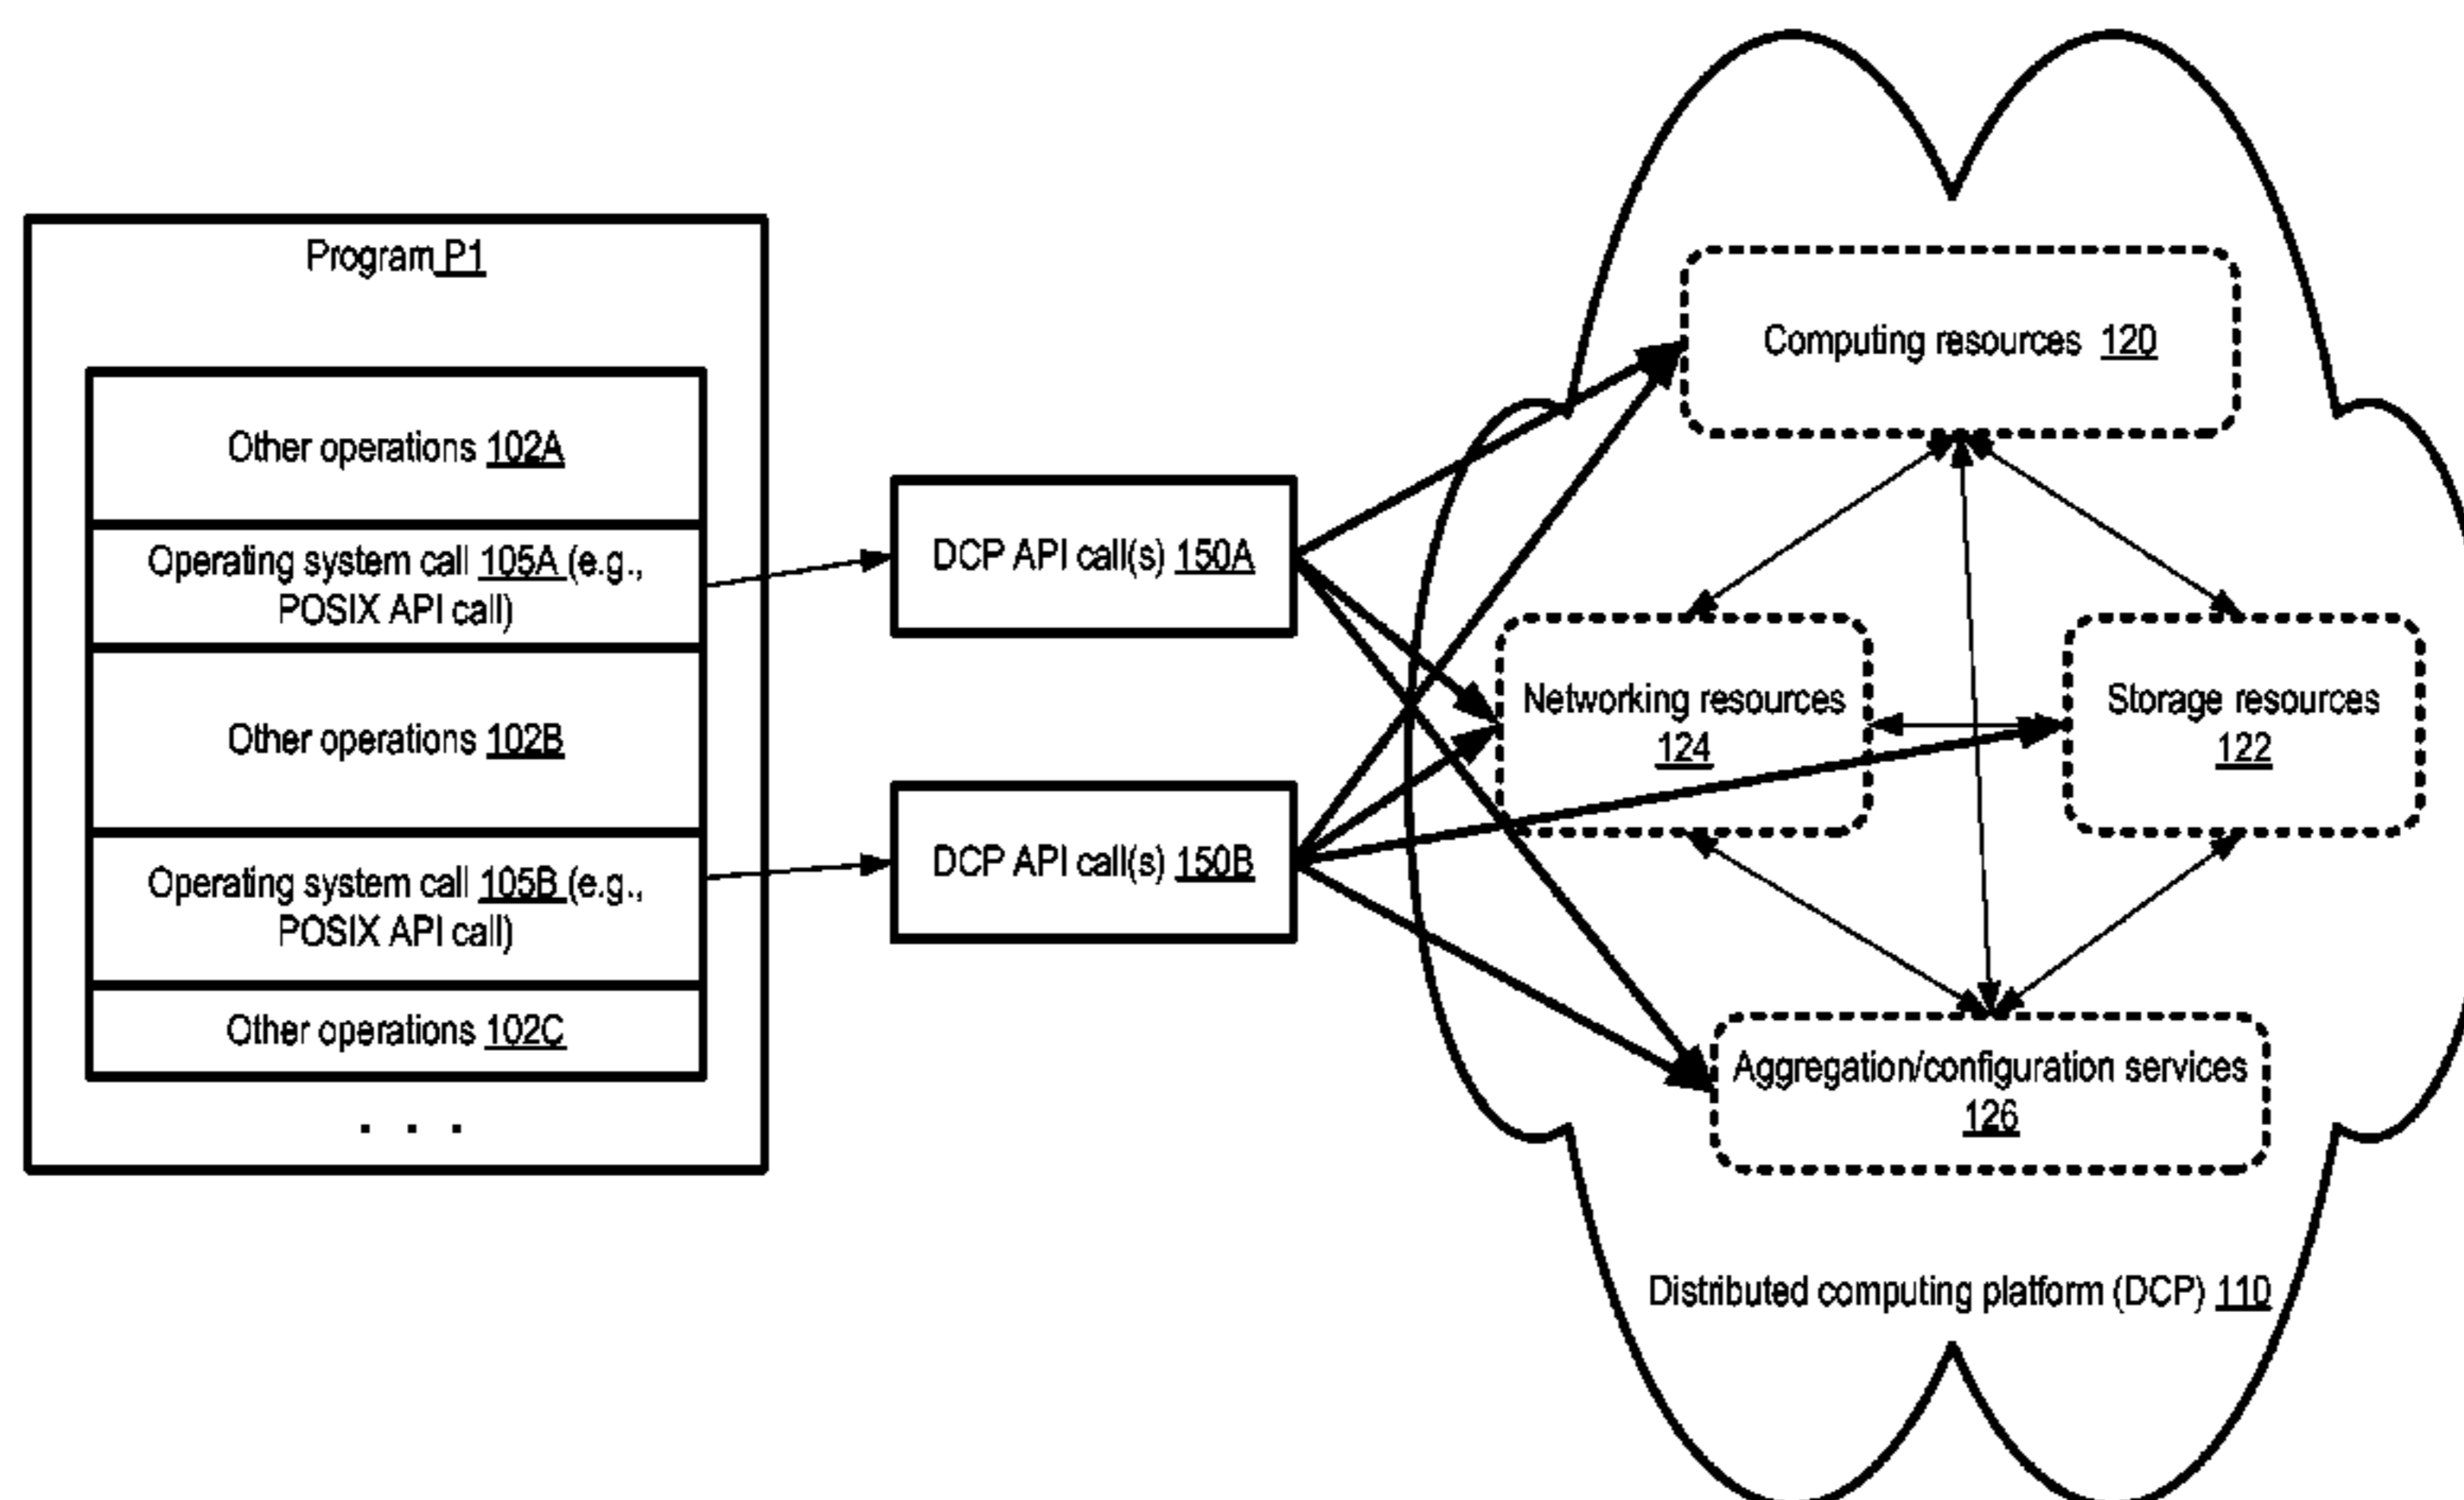 Program P1
Other operations 102A
Operating system call 105A (e.g.,
POSIX API call)
Other operations 102B
Operating system call 105B (e.g.,
POSIX API call)
Other operations 102C
. . .
DCP API call(s) 150A
DCP API call(s) 150B
Computing resources 120
Networking resources
124
Storage resources
122
Aggregation/configuration services
126
Distributed computing platform (DCP) 110